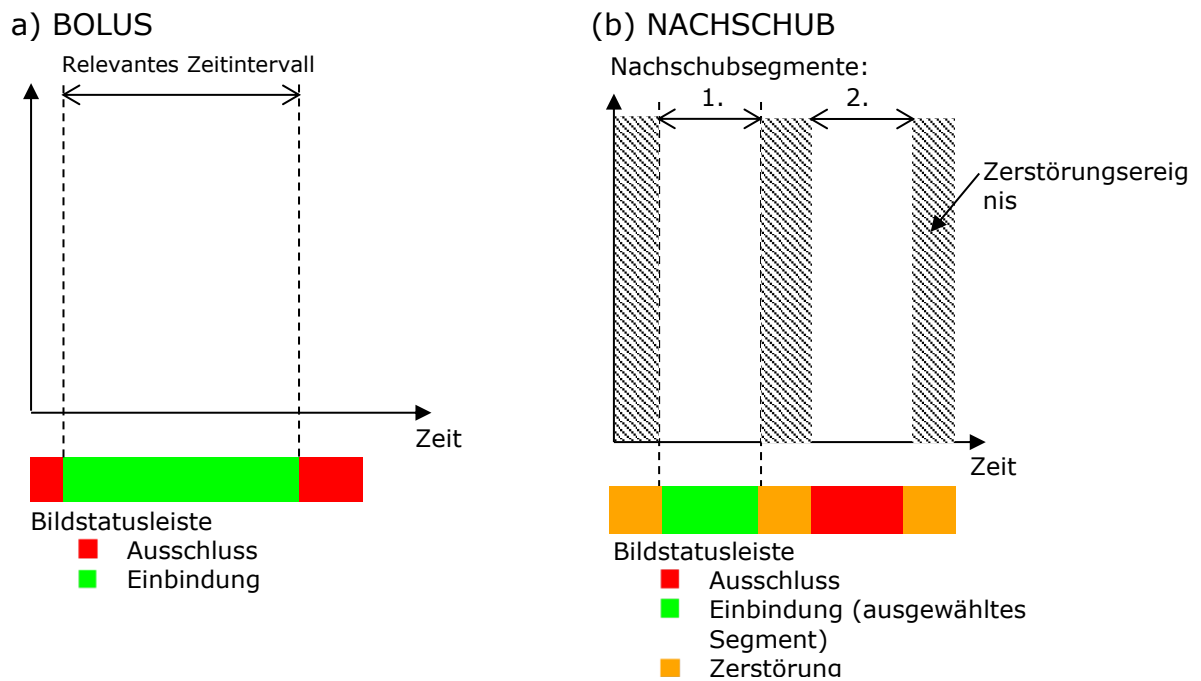 a) BOLUS
Relevantes Zeitintervall
Zeit
Bildstatusleiste
Ausschluss
Einbindung
(b) NACHSCHUB
Nachschubsegmente:
1.
2.
Zerstörungsereig
nis
Zeit
Bildstatusleiste
Ausschluss
Einbindung (ausgewähltes
Segment)
Zerstörung